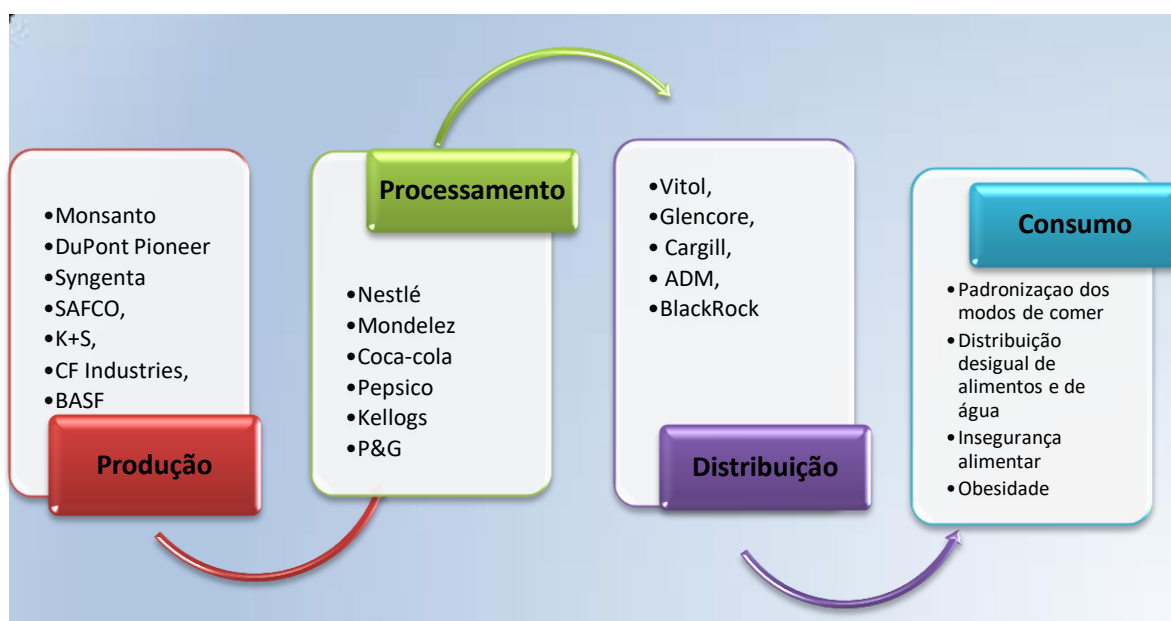 •Monsanto
•DuPont Pioneer
•Syngenta
•SAFCO,
•K+S,
•CF Industries,
•BASF
Produção
Processamento
•Nestlé
•Mondelez
•Coca-cola
•Pepsico
•Kellogs
•P&G
•Vitol,
•Glencore,
• Cargill,
• ADM,
•BlackRock
Distribuição
Consumo
•Padronizaçao dos
modos de comer
•Distribuição
desigual de
alimentos e de
água
•Insegurança
alimentar
•Obesidade